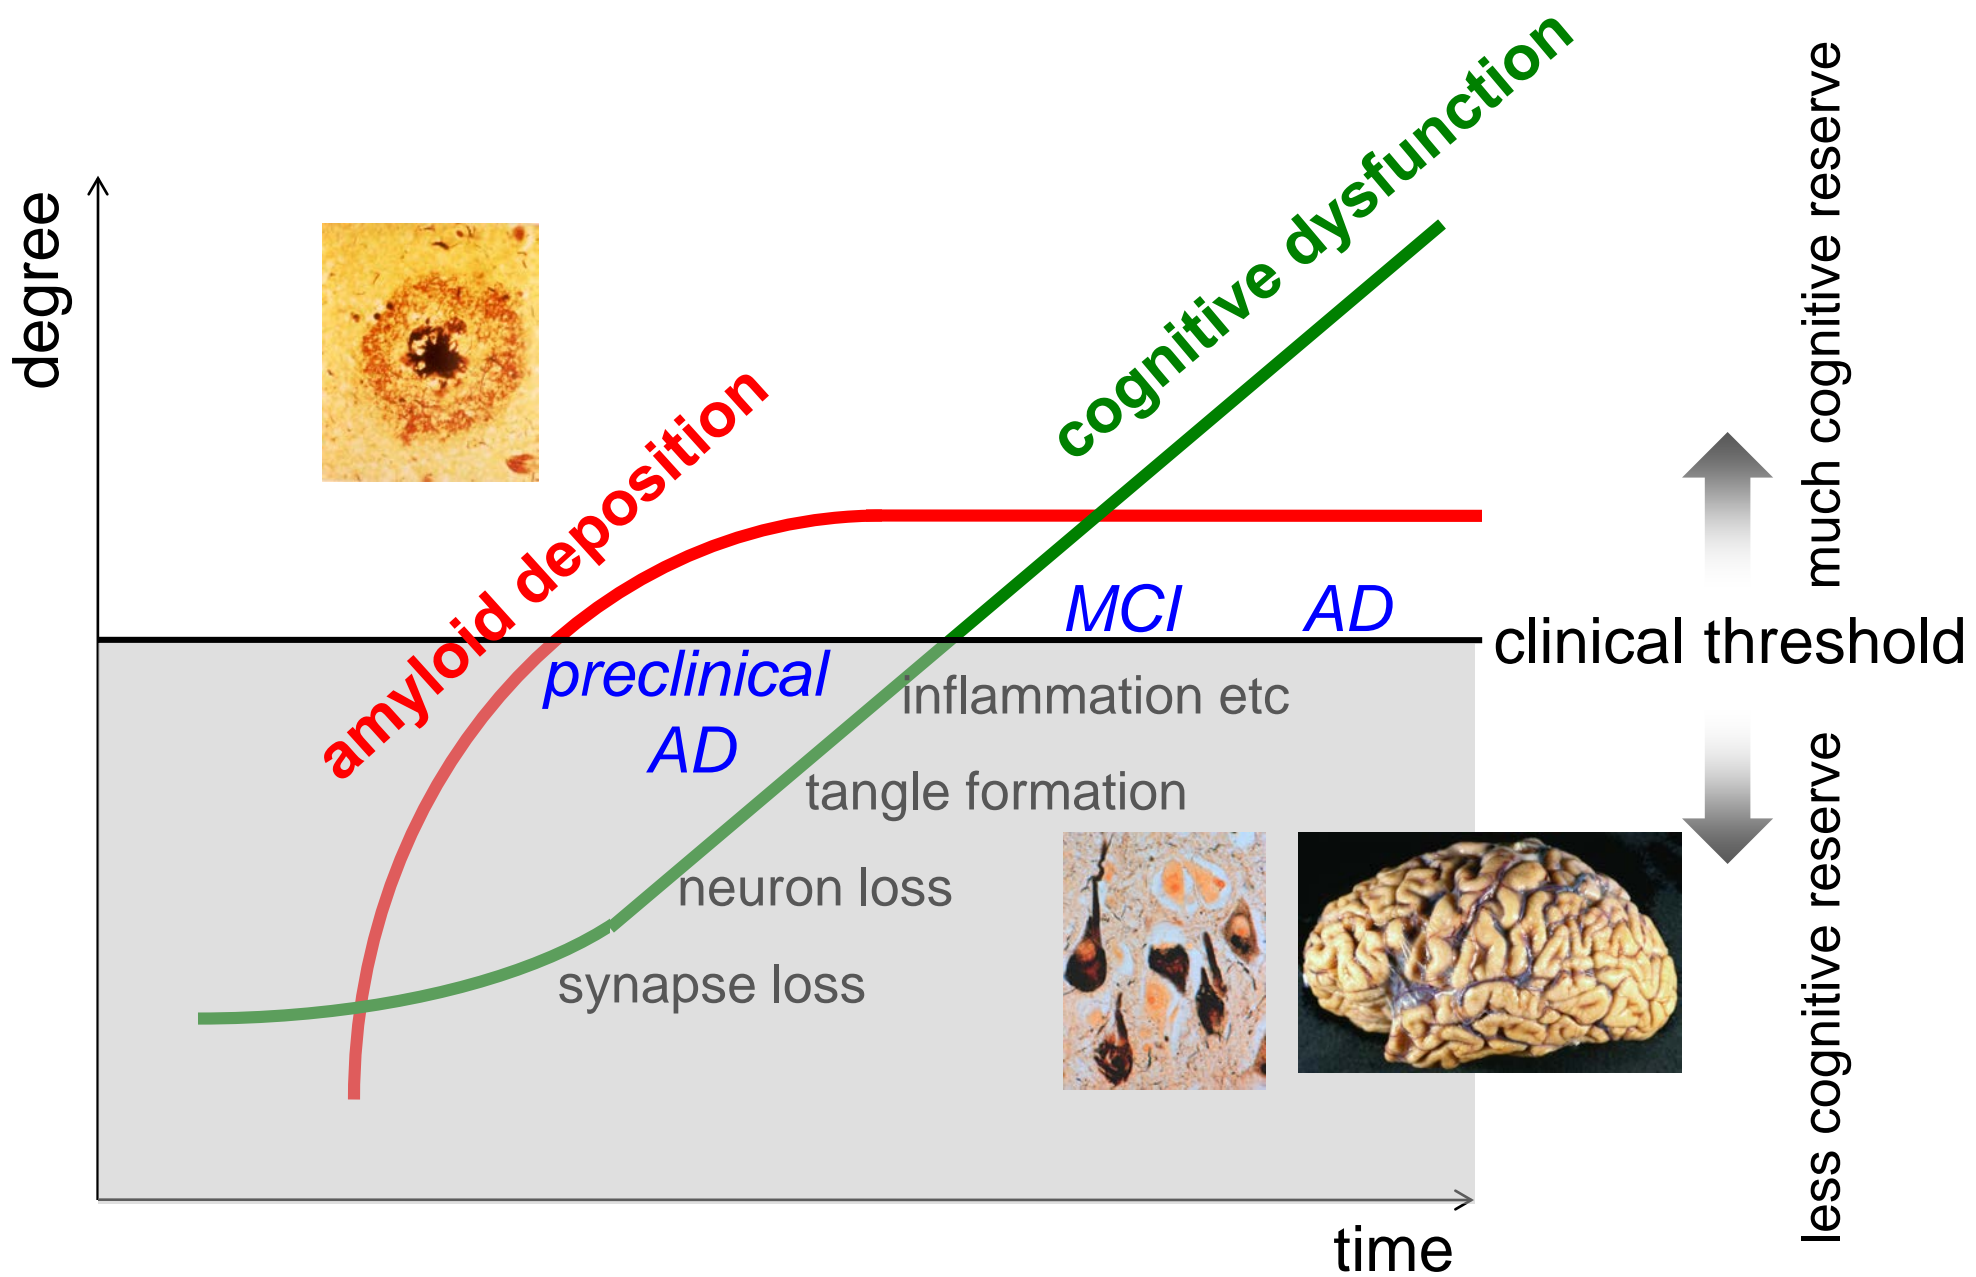 degree
amyloid deposition
cognitive dysfunction
much cognitive reserve
MCI
AD
clinical threshold
preclinical
AD
inflammation etc
tangle formation
neuron loss
synapse loss
less cognitive reserve
time